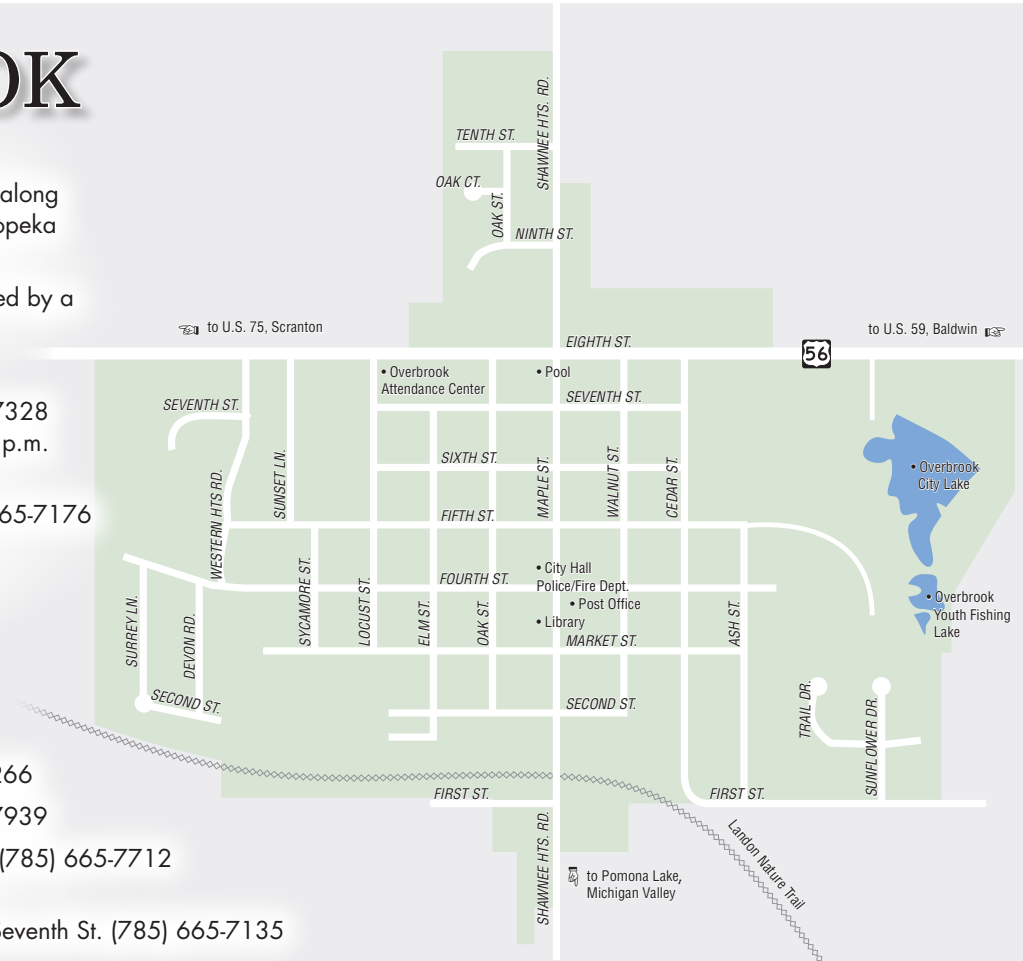 OK
along
opeka
ed by a
7328
p.m.
65-7176
266
7939
(785) 665-7712
Seventh St. (785) 665-7135
TENTH ST.
SHAWNEE HTS. RD.
OAK CT.
OAK ST.
NINTH ST.
to U.S. 75, Scranton
to U.S. 59, Baldwin
EIGHTH ST.
56
• Overbrook
Attendance Center
• Pool
SEVENTH ST.
SEVENTH ST.
SIXTH ST.
WESTERN HTS RD.
SUNSET LN.
MAPLE ST.
WALNUT ST.
CEDAR ST.
• Overbrook
City Lake
FIFTH ST.
FOURTH ST.
• City Hall
Police/Fire Dept.
• Post Office
• Library
MARKET ST.
SURREY LN.
DEVON RD.
SYCAMORE ST.
LOCUST ST.
ELM ST.
OAK ST.
ASH ST.
• Overbrook
Youth Fishing
Lake
SECOND ST.
SECOND ST.
TRAIL DR.
SUNFLOWER DR.
FIRST ST.
FIRST ST.
SHAWNEE HTS. RD.
to Pomona Lake,
Michigan Valley
Landon Nature Trail